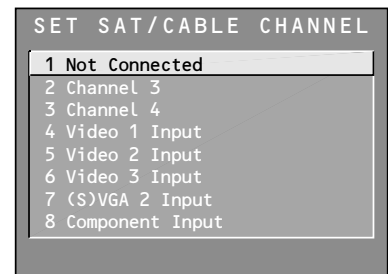 SET SAT/CABLE CHANNEL
1 Not Connected
2 Channel 3
3 Channel 4
4 Video 1 Input
5 Video 2 Input
6 Video 3 Input
7 (S)VGA 2 Input
8 Component Input